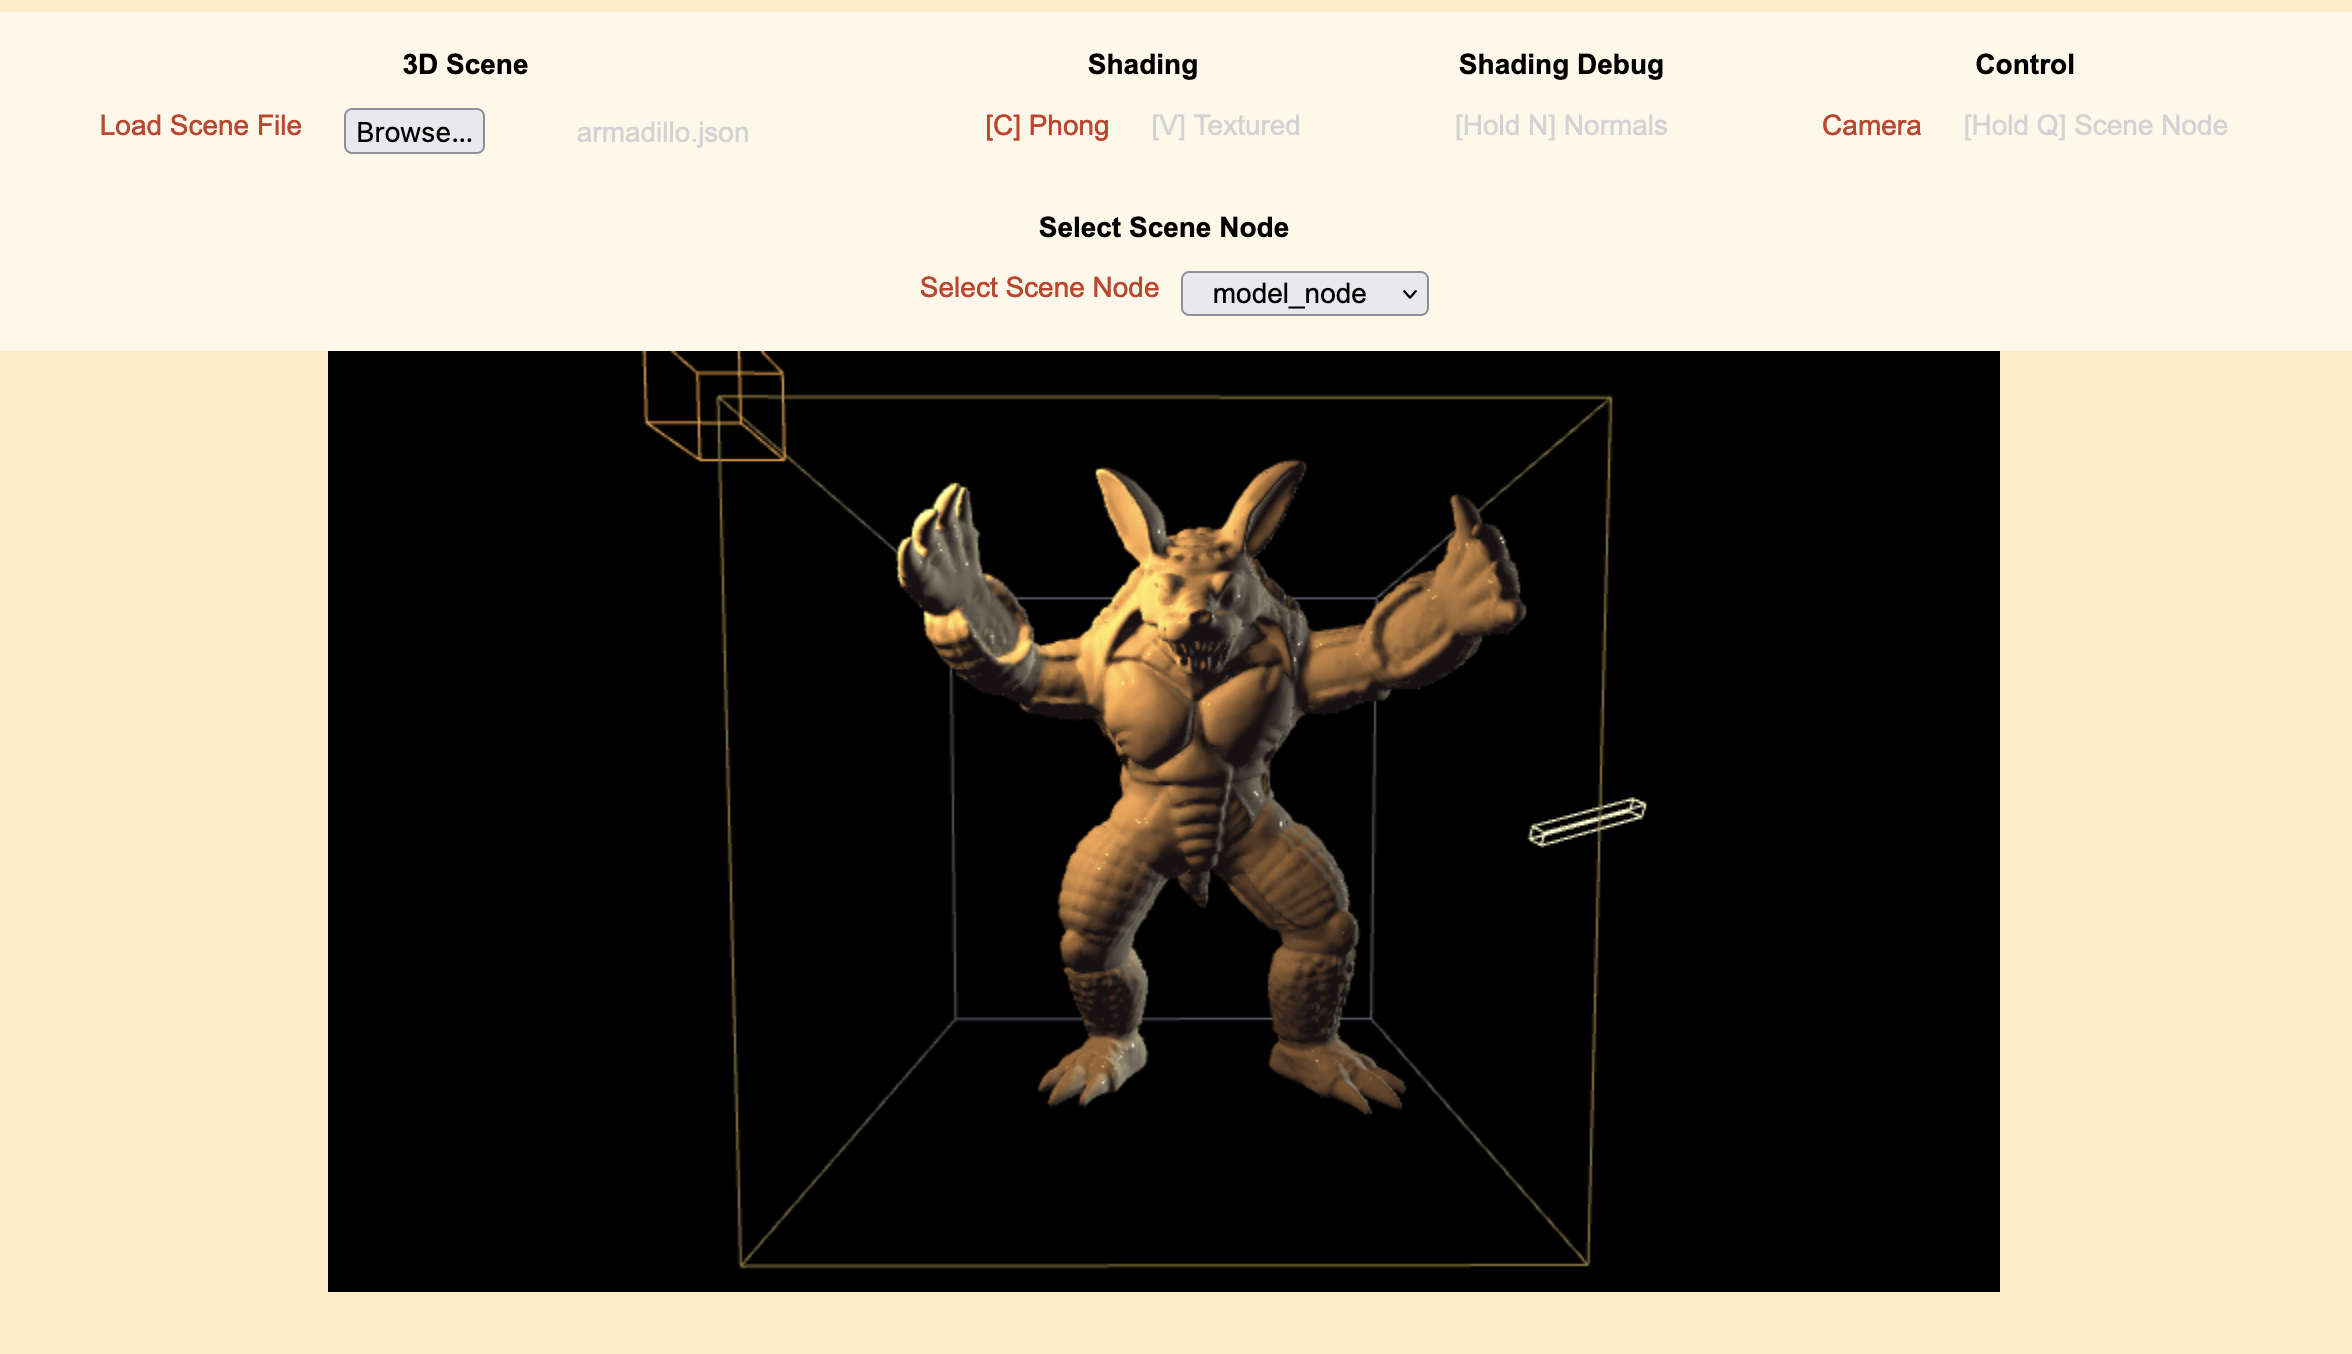 3D Scene Shading Shading Debug Control
Load Scene File Browse... armadillo.json [C] Phong [V] Textured [Hold N] Normals Camera [Hold Q] Scene Node
Select Scene Node
Select Scene Node model_node